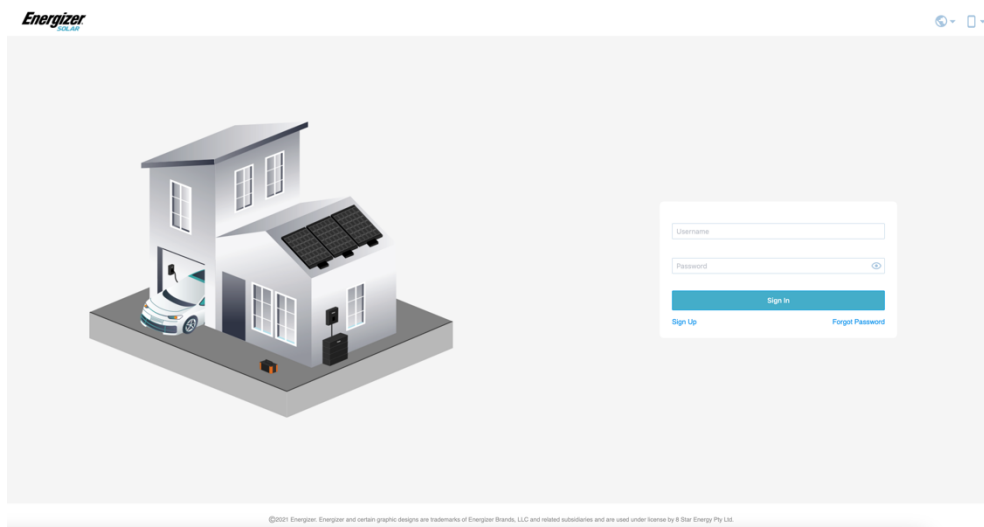 Energizer
SOLAR
Username
Password
Sign In
Sign Up
Forgot Password
©2021 Energizer. Energizer and certain graphic designs are trademarks of Energizer Brands, LLC and related subsidiaries and are used under license by 8 Star Energy Pty Ltd.